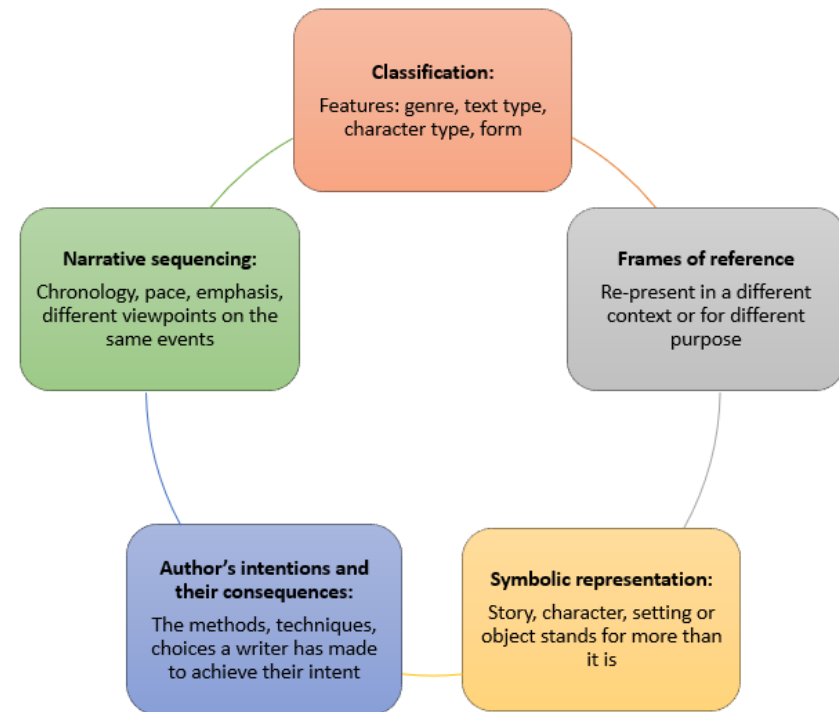 Classification:
Features: genre, text type,
character type, form
Frames of reference
Re-present in a different
context or for different
purpose
Symbolic representation:
Story, character, setting or
object stands for more than
it is
Author's intentions and
their consequences:
The methods, techniques,
choices a writer has made
to achieve their intent
Narrative sequencing:
Chronology, pace, emphasis,
different viewpoints on the
same events